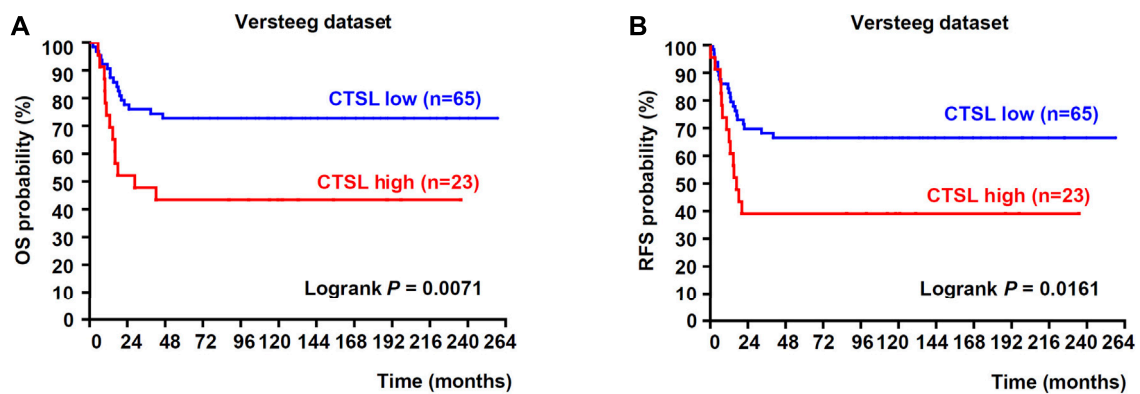 A
Versteeg dataset
OS probability (%)
100
90
80
70
60
50
40
30
20
10
0
CTSL low (n=65)
CTSL high (n=23)
Logrank P = 0.0071
0 24 48 72 96 120 144 168 192 216 240 264
Time (months)
B
Versteeg dataset
RFS probability (%)
100
90
80
70
60
50
40
30
20
10
0
CTSL low (n=65)
CTSL high (n=23)
Logrank P = 0.0161
0 24 48 72 96 120 144 168 192 216 240 264
Time (months)